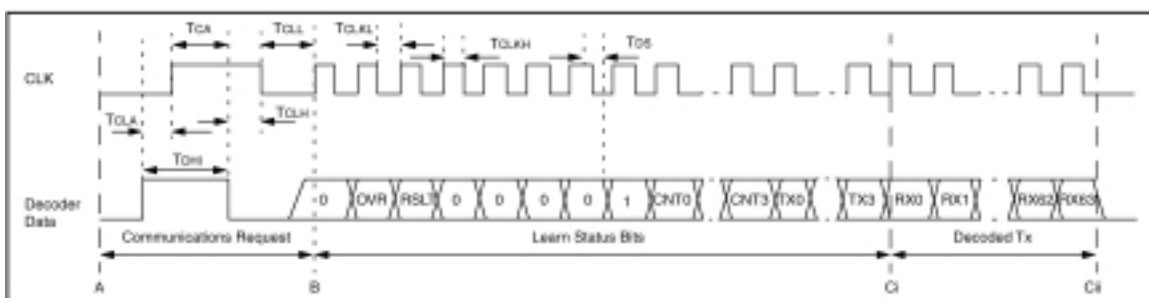 TCA TCLL TCLKL TCLKH TDS
CLK
TCLA TCLH
TDHI
Decoder Data
0 OVR RSLT 0 0 0 0 1 CNT0 CNT3 TX0 TX3 RX0 RX1 RX62 RX63
Communications Request Learn Status Bits Decoded Tx
A B Ci Cii